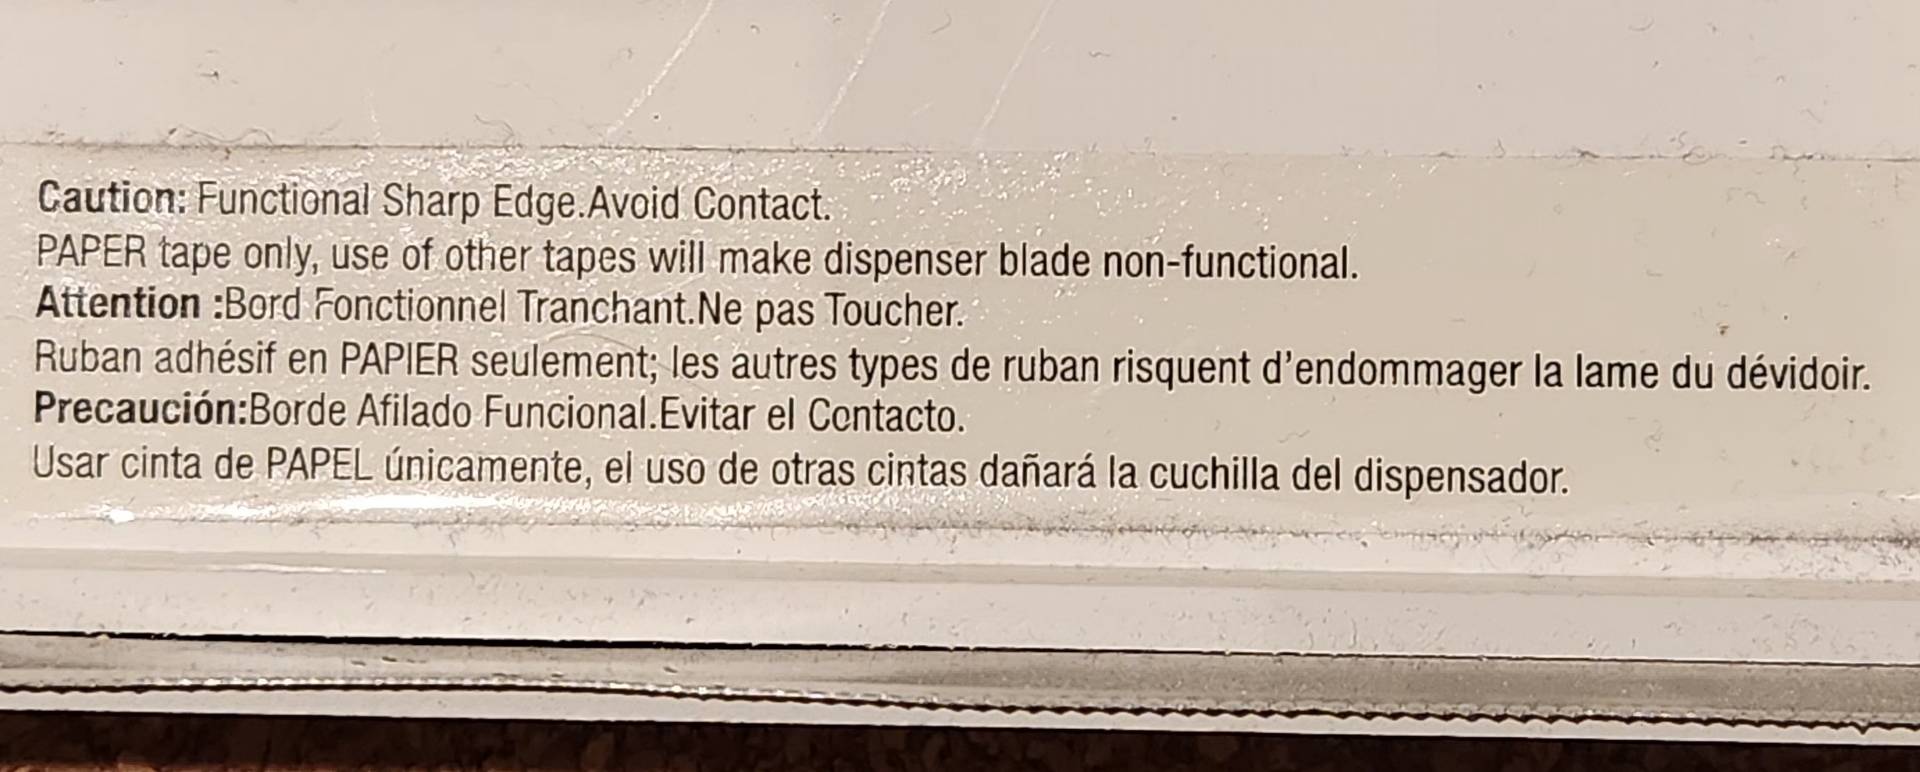 Caution: Functional Sharp Edge.Avoid Contact.
PAPER tape only, use of other tapes will make dispenser blade non-functional.
Attention :Bord Fonctionnel Tranchant.Ne pas Toucher.
Ruban adhésif en PAPIER seulement; les autres types de ruban risquent d'endommager la lame du dévidoir.
Precaución:Borde Afilado Funcional.Evitar el Contacto.
Usar cinta de PAPEL únicamente, el uso de otras cintas dañará la cuchilla del dispensador.